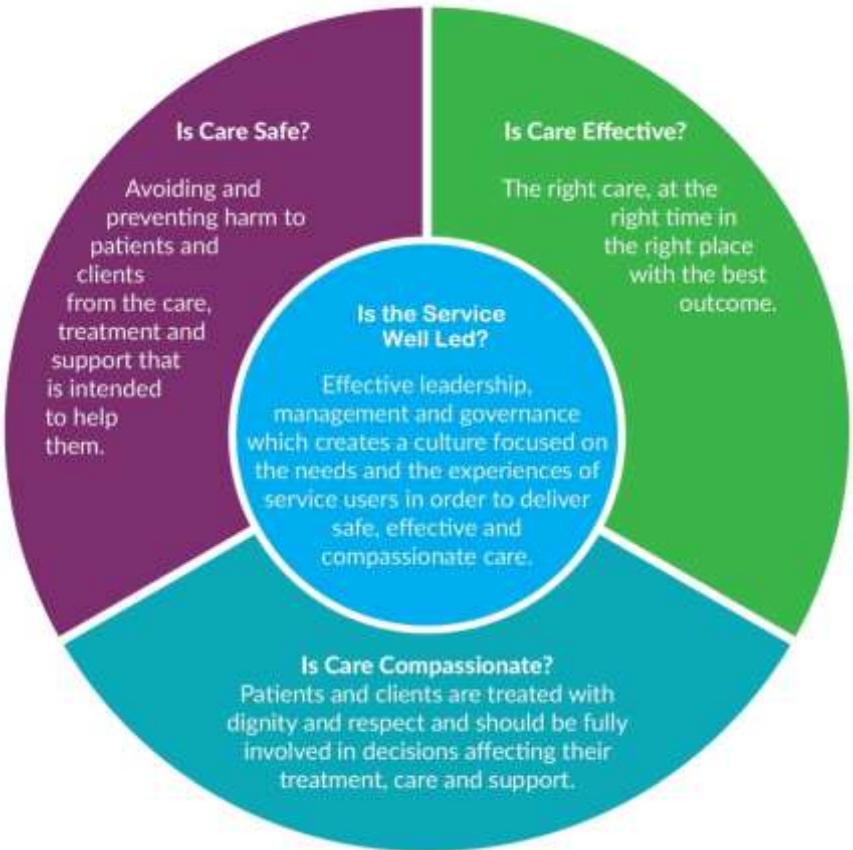 Is Care Safe?
Avoiding and
preventing harm to
patients and
clients
from the care,
treatment and
support that
is intended
to help
them.
Is Care Effective?
The right care, at the
right time in
the right place
with the best
outcome.
Is the Service
Well Led?
Effective leadership,
management and governance
which creates a culture focused on
the needs and the experiences of
service users in order to deliver
safe, effective and
compassionate care.
Is Care Compassionate?
Patients and clients are treated with
dignity and respect and should be fully
involved in decisions affecting their
treatment, care and support.